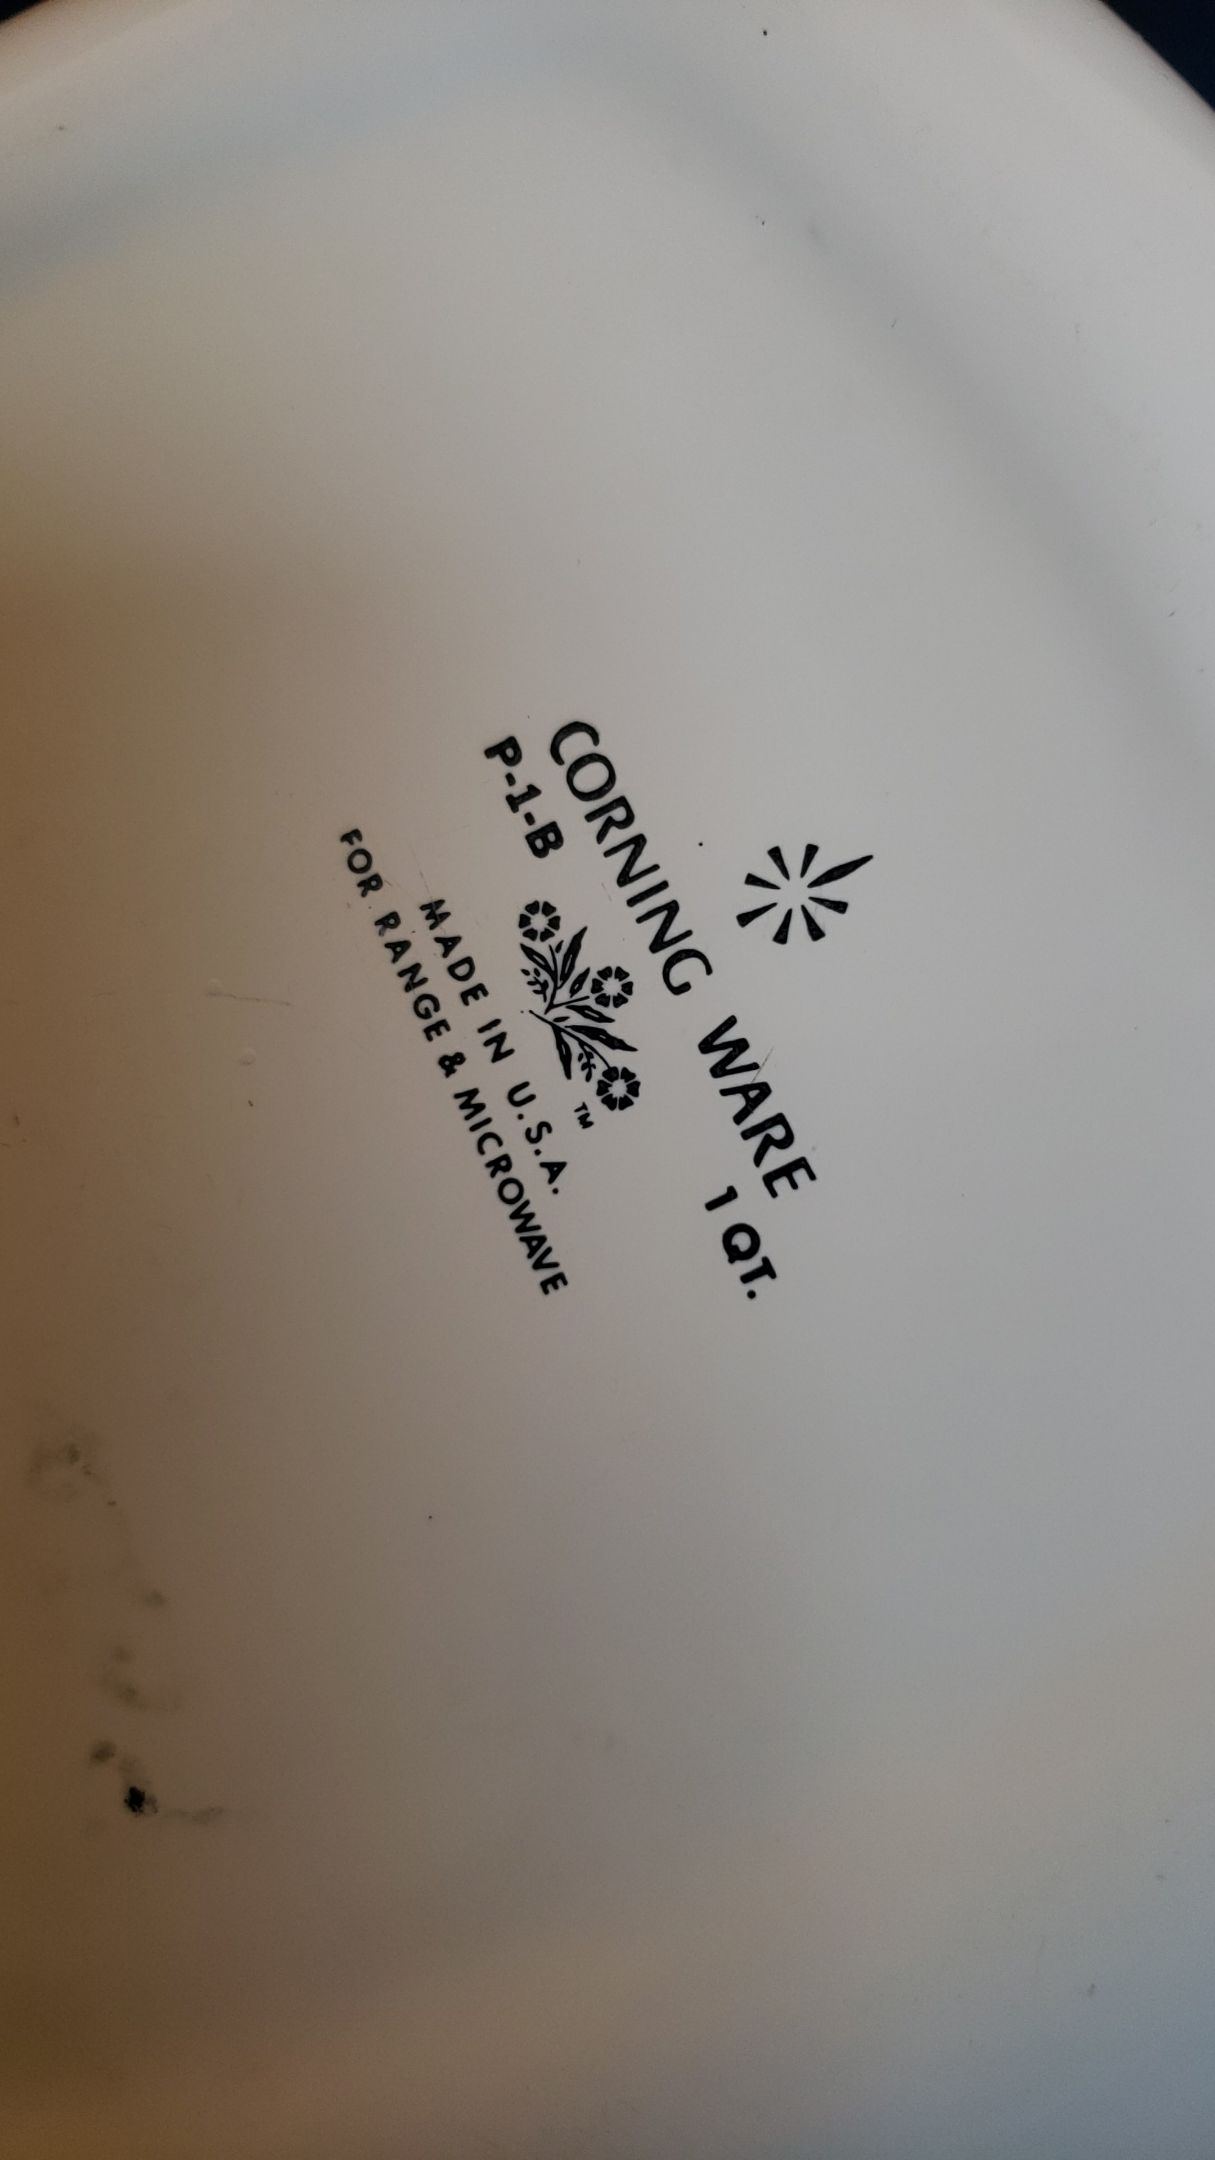 CORNING WARE
1 QT.
P-1-B
TM
MADE IN U.S.A.
FOR RANGE & MICROWAVE